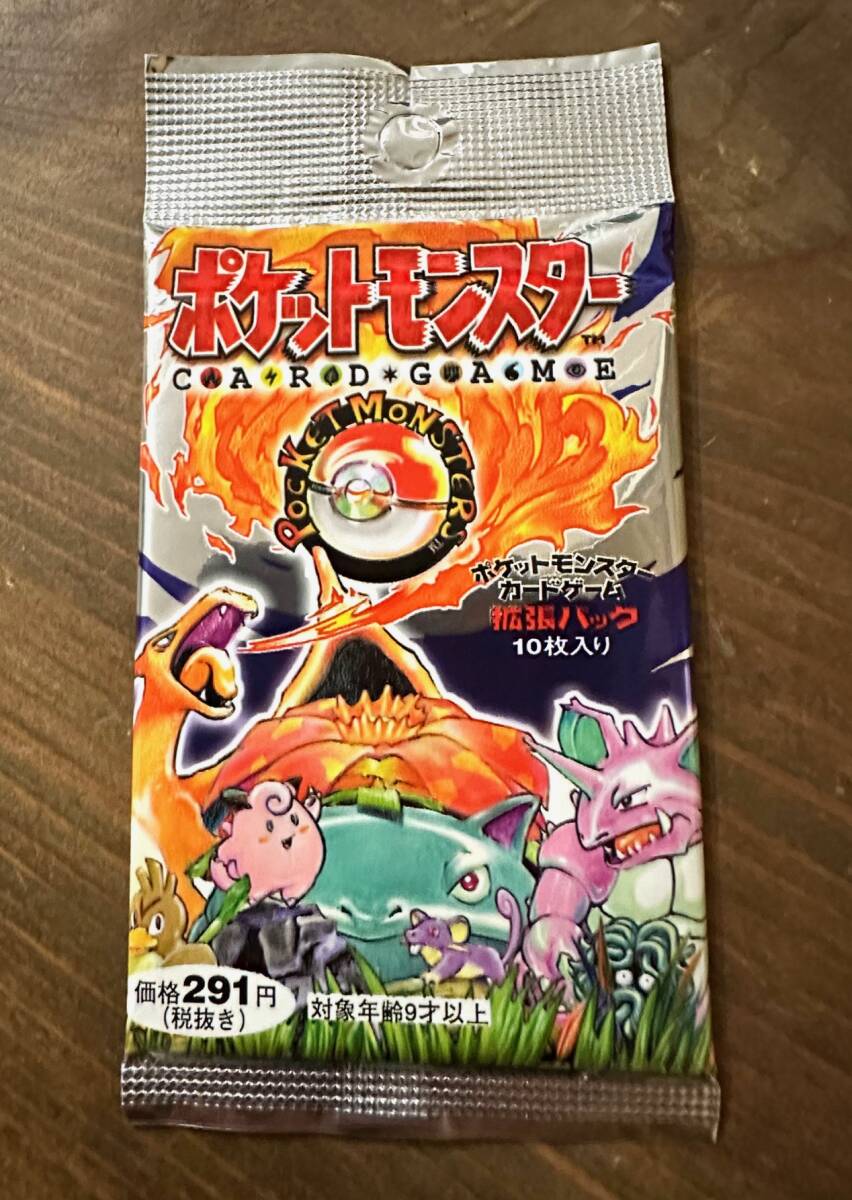 ポケットモンスター
TM
CARD*GAME
POCKET MONSTERS
TM
ポケットモンスター
カードゲーム
拡張パック
10枚入り
価格291円
(税抜き)
対象年齢9才以上